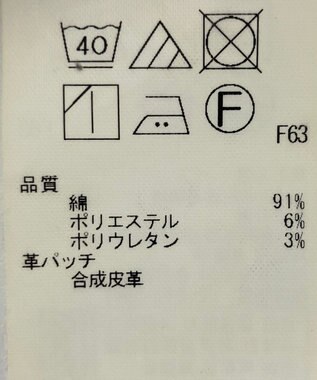 40
F
F63
品質
綿 91%
ポリエステル 6%
ポリウレタン 3%
革パッチ
合成皮革